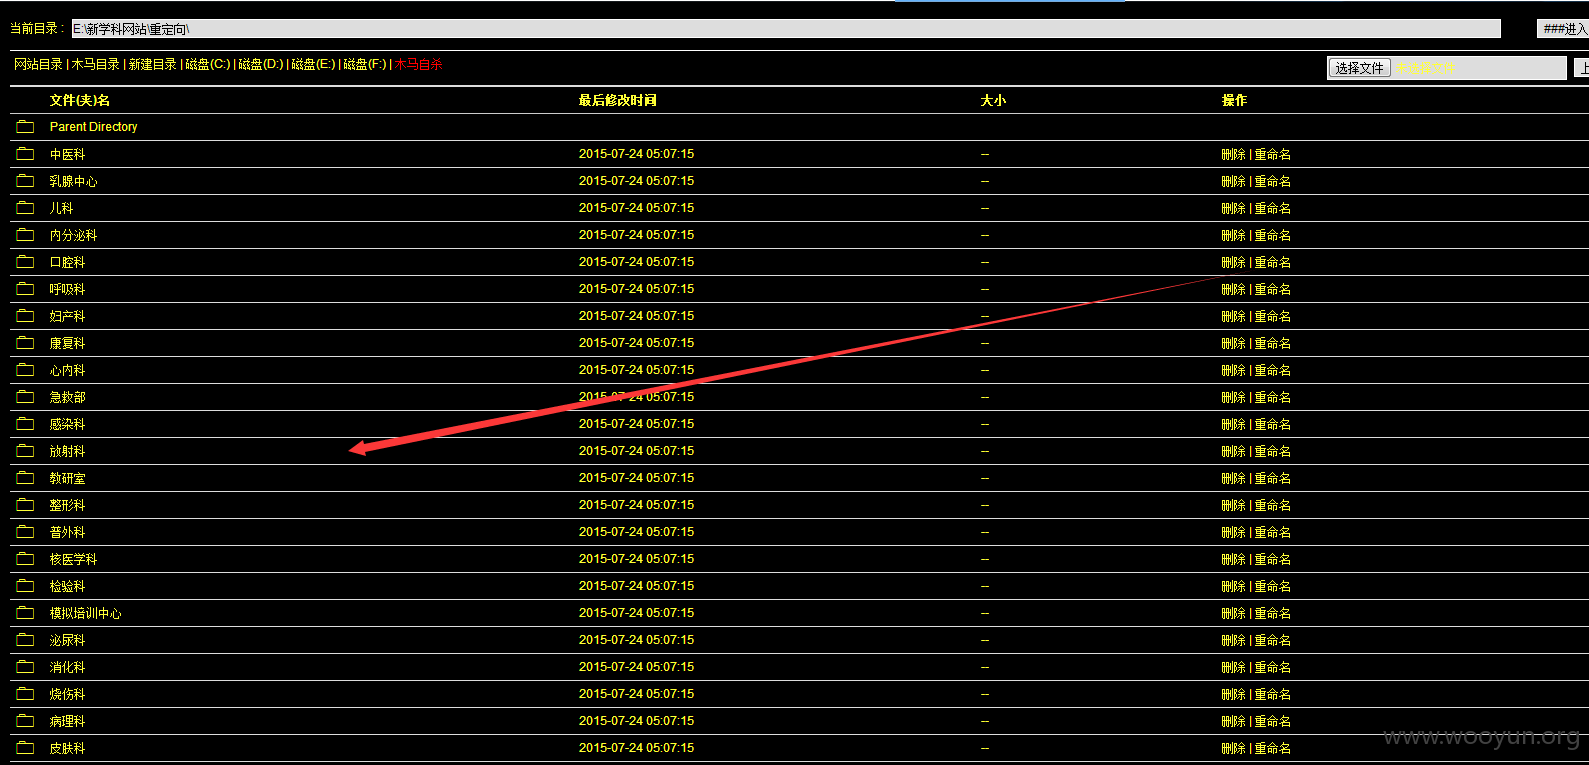 当前目录 : E:\新学科网站\重定向\ ###进入
网站目录 | 木马目录 | 新建目录 | 磁盘(C:) | 磁盘(D:) | 磁盘(E:) | 磁盘(F:) | 木马自杀 选择文件 未选择文件 上
文件(夹)名 最后修改时间 大小 操作
Parent Directory
中医科 2015-07-24 05:07:15 -- 删除 | 重命名
乳腺中心 2015-07-24 05:07:15 -- 删除 | 重命名
儿科 2015-07-24 05:07:15 -- 删除 | 重命名
内分泌科 2015-07-24 05:07:15 -- 删除 | 重命名
口腔科 2015-07-24 05:07:15 -- 删除 | 重命名
呼吸科 2015-07-24 05:07:15 -- 删除 | 重命名
妇产科 2015-07-24 05:07:15 -- 删除 | 重命名
康复科 2015-07-24 05:07:15 -- 删除 | 重命名
心内科 2015-07-24 05:07:15 -- 删除 | 重命名
急救部 2015-07-24 05:07:15 -- 删除 | 重命名
感染科 2015-07-24 05:07:15 -- 删除 | 重命名
放射科 2015-07-24 05:07:15 -- 删除 | 重命名
教研室 2015-07-24 05:07:15 -- 删除 | 重命名
整形科 2015-07-24 05:07:15 -- 删除 | 重命名
普外科 2015-07-24 05:07:15 -- 删除 | 重命名
核医学科 2015-07-24 05:07:15 -- 删除 | 重命名
检验科 2015-07-24 05:07:15 -- 删除 | 重命名
模拟培训中心 2015-07-24 05:07:15 -- 删除 | 重命名
泌尿科 2015-07-24 05:07:15 -- 删除 | 重命名
消化科 2015-07-24 05:07:15 -- 删除 | 重命名
烧伤科 2015-07-24 05:07:15 -- 删除 | 重命名
病理科 2015-07-24 05:07:15 -- 删除 | 重命名
皮肤科 2015-07-24 05:07:15 -- 删除 | 重命名
www.wooyun.org